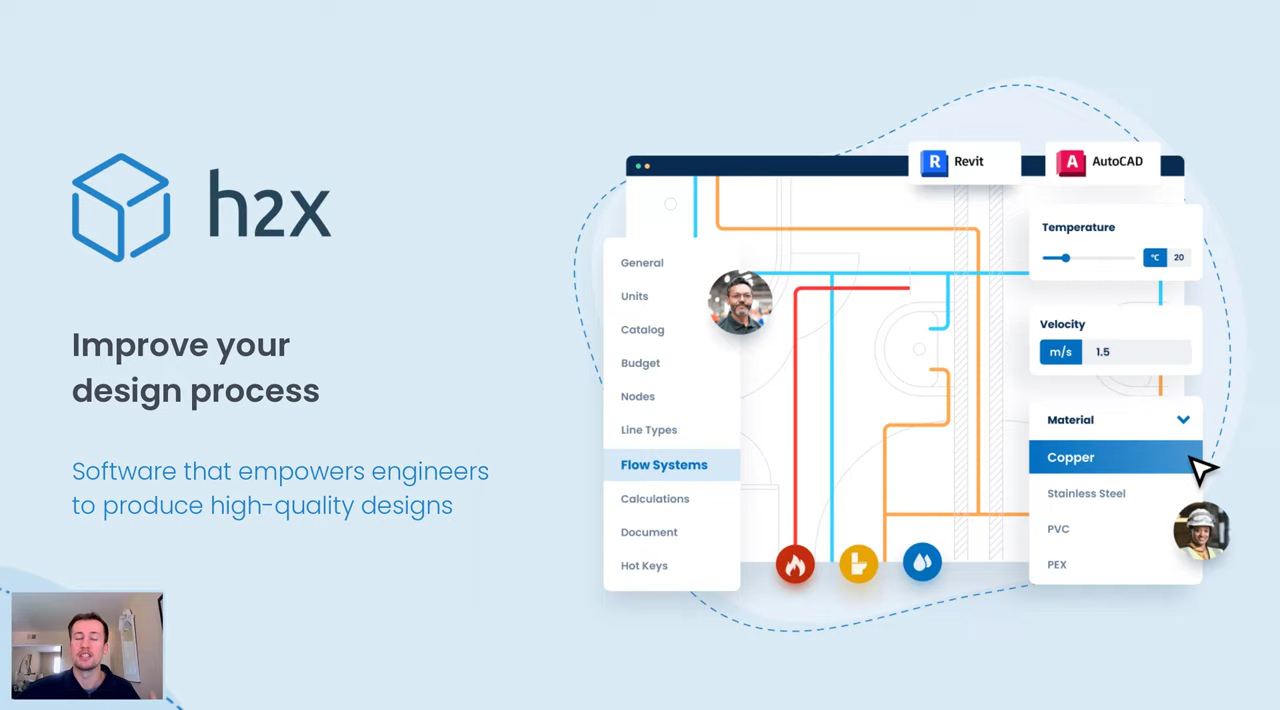 h2x
Improve your
design process
Software that empowers engineers
to produce high-quality designs
R Revit
A AutoCAD
General
Units
Catalog
Budget
Nodes
Line Types
Flow Systems
Calculations
Document
Hot Keys
Temperature
°C 20
Velocity
m/s 1.5
Material
Copper
Stainless Steel
PVC
PEX